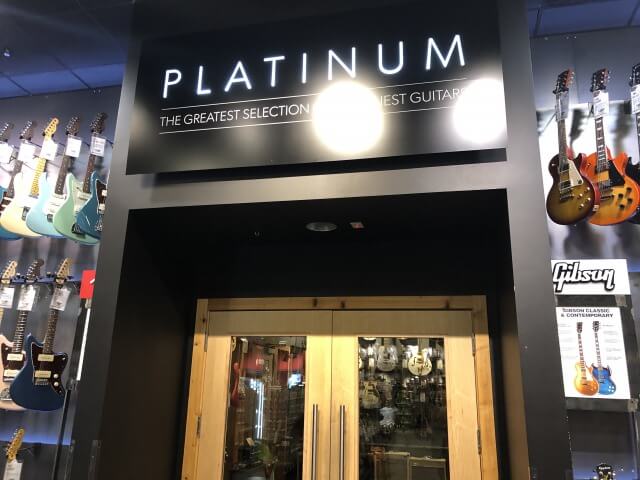 PLATINUM
THE GREATEST SELECTION
GUITARS
Gibson
GIBSON CLASSIC
& CONTEMPORARY